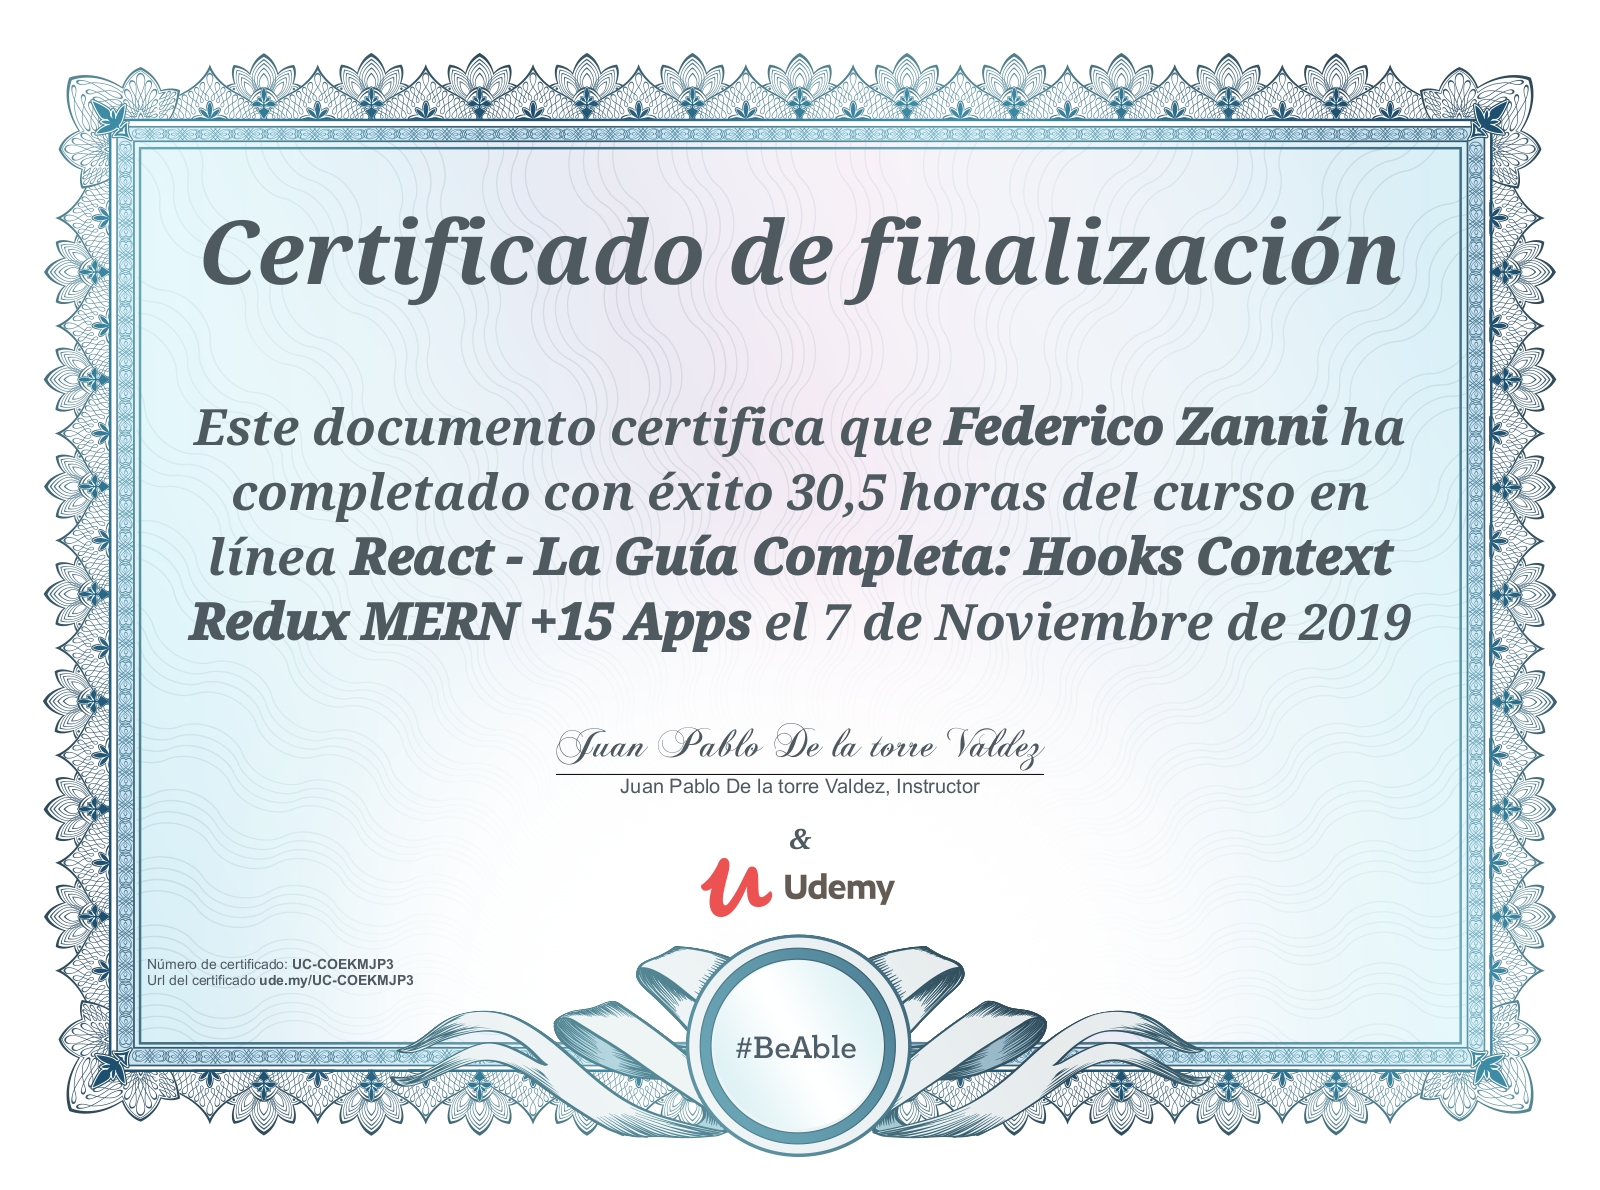 Certificado de finalización
Este documento certifica que Federico Zanni ha
completado con éxito 30,5 horas del curso en
línea React - La Guía Completa: Hooks Context
Redux MERN +15 Apps el 7 de Noviembre de 2019
Juan Pablo De la torre Valdez
Juan Pablo De la torre Valdez, Instructor
&
Udemy
Número de certificado: UC-COEKMJP3
Url del certificado ude.my/UC-COEKMJP3
#BeAble